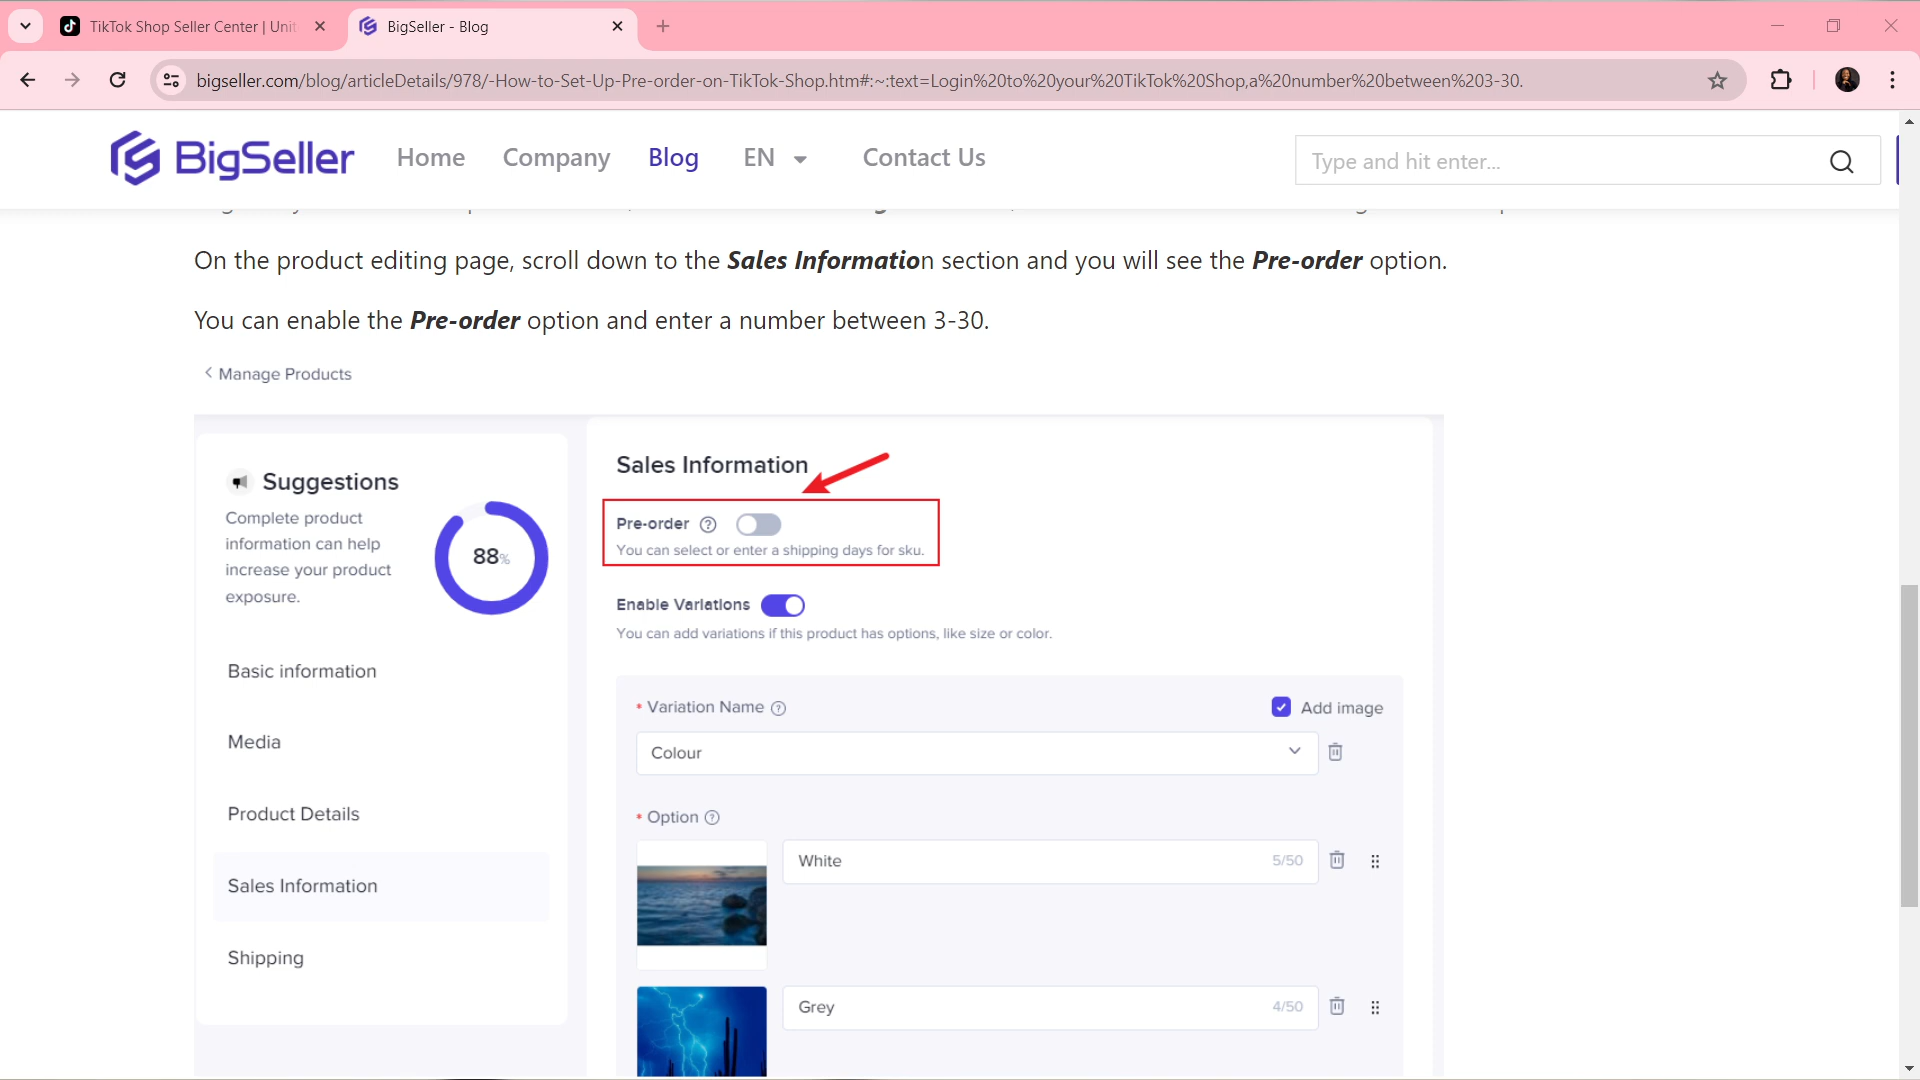 TikTok Shop Seller Center | Unit
BigSeller - Blog
bigseller.com/blog/articleDetails/978/-How-to-Set-Up-Pre-order-on-TikTok-Shop.htm#:~:text=Login%20to%20your%20TikTok%20Shop,a%20number%20between%203-30.
BigSeller
Home
Company
Blog
EN
Contact Us
Type and hit enter...
On the product editing page, scroll down to the Sales Information section and you will see the Pre-order option.
You can enable the Pre-order option and enter a number between 3-30.
< Manage Products
Suggestions
Complete product
information can help
increase your product
exposure.
88%
Basic information
Media
Product Details
Sales Information
Shipping
Sales Information
Pre-order ?
You can select or enter a shipping days for sku.
Enable Variations
You can add variations if this product has options, like size or color.
* Variation Name ?
Add image
Colour
* Option ?
White
5/50
Grey
4/50